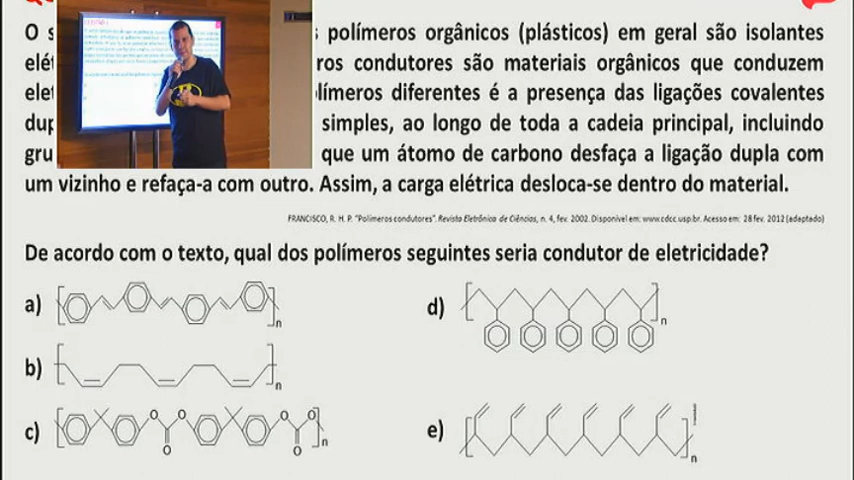 O s polímeros orgânicos (plásticos) em geral são isolantes
elét ros condutores são materiais orgânicos que conduzem
elet límeros diferentes é a presença das ligações covalentes
dup simples, ao longo de toda a cadeia principal, incluindo
gru que um átomo de carbono desfaça a ligação dupla com
um vizinho e refaça-a com outro. Assim, a carga elétrica desloca-se dentro do material.
FRANCISCO, R. H. P. "Polímeros condutores". Revista Eletrônica de Ciências, n. 4, fev. 2002. Disponível em: www.cdcc.usp.br. Acesso em: 28 fev. 2012 (adaptado)
De acordo com o texto, qual dos polímeros seguintes seria condutor de eletricidade?
a) n
d) n
b) n
c) O O O O n
O O
e) n